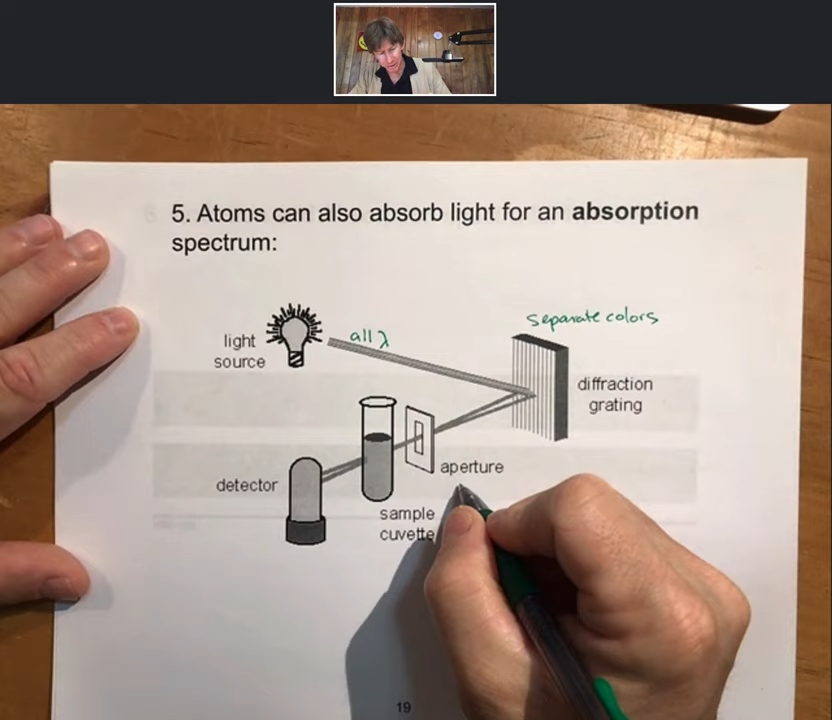 5. Atoms can also absorb light for an absorption
spectrum:
separate colors
all λ
light
source
diffraction
grating
aperture
detector
sample
cuvette
19